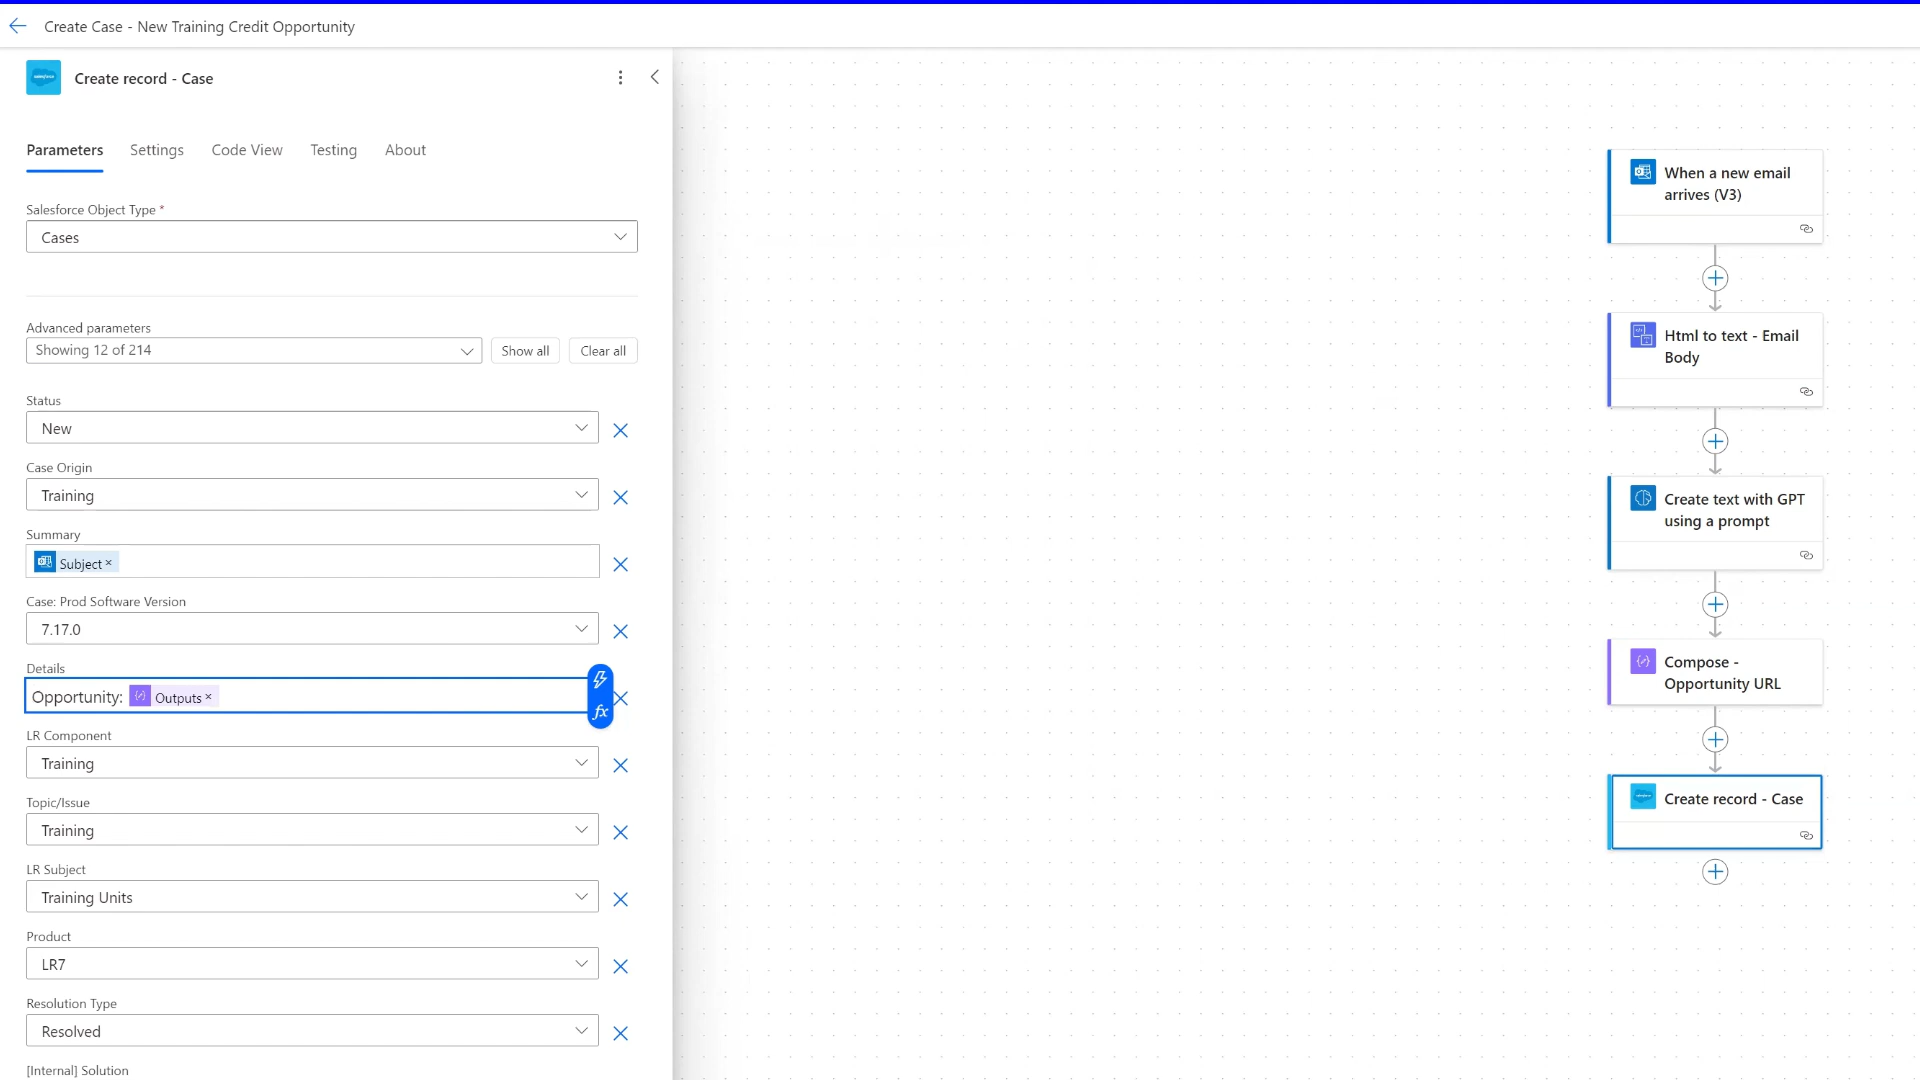 Create Case - New Training Credit Opportunity
Create record - Case
Parameters
Settings
Code View
Testing
About
Salesforce Object Type *
Cases
Advanced parameters
Showing 12 of 214
Show all
Clear all
Status
New
Case Origin
Training
Summary
Subject ×
Case: Prod Software Version
7.17.0
Details
Opportunity: Outputs ×
fx
LR Component
Training
Topic/Issue
Training
LR Subject
Training Units
Product
LR7
Resolution Type
Resolved
[Internal] Solution
When a new email
arrives (V3)
Html to text - Email
Body
Create text with GPT
using a prompt
Compose -
Opportunity URL
Create record - Case